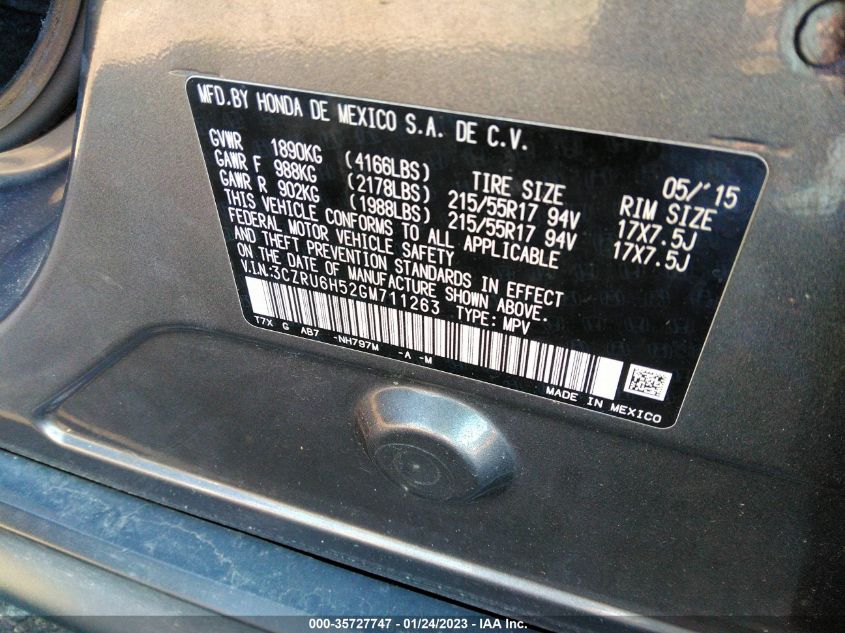 MFD.BY HONDA DE MEXICO S.A. DE C.V.
05/'15
GVWR 1890KG (4166LBS) TIRE SIZE RIM SIZE
GAWR F 988KG (2178LBS) 215/55R17 94V 17X7.5J
GAWR R 902KG (1988LBS) 215/55R17 94V 17X7.5J
THIS VEHICLE CONFORMS TO ALL APPLICABLE
FEDERAL MOTOR VEHICLE SAFETY
AND THEFT PREVENTION STANDARDS IN EFFECT
ON THE DATE OF MANUFACTURE SHOWN ABOVE.
V.I.N:3CZRU6H52GM711263 TYPE: MPV
T7X G AB7 -NH797M -A -M
MADE IN MEXICO
000-35727747 — 01/24/2023 — IAA Inc.